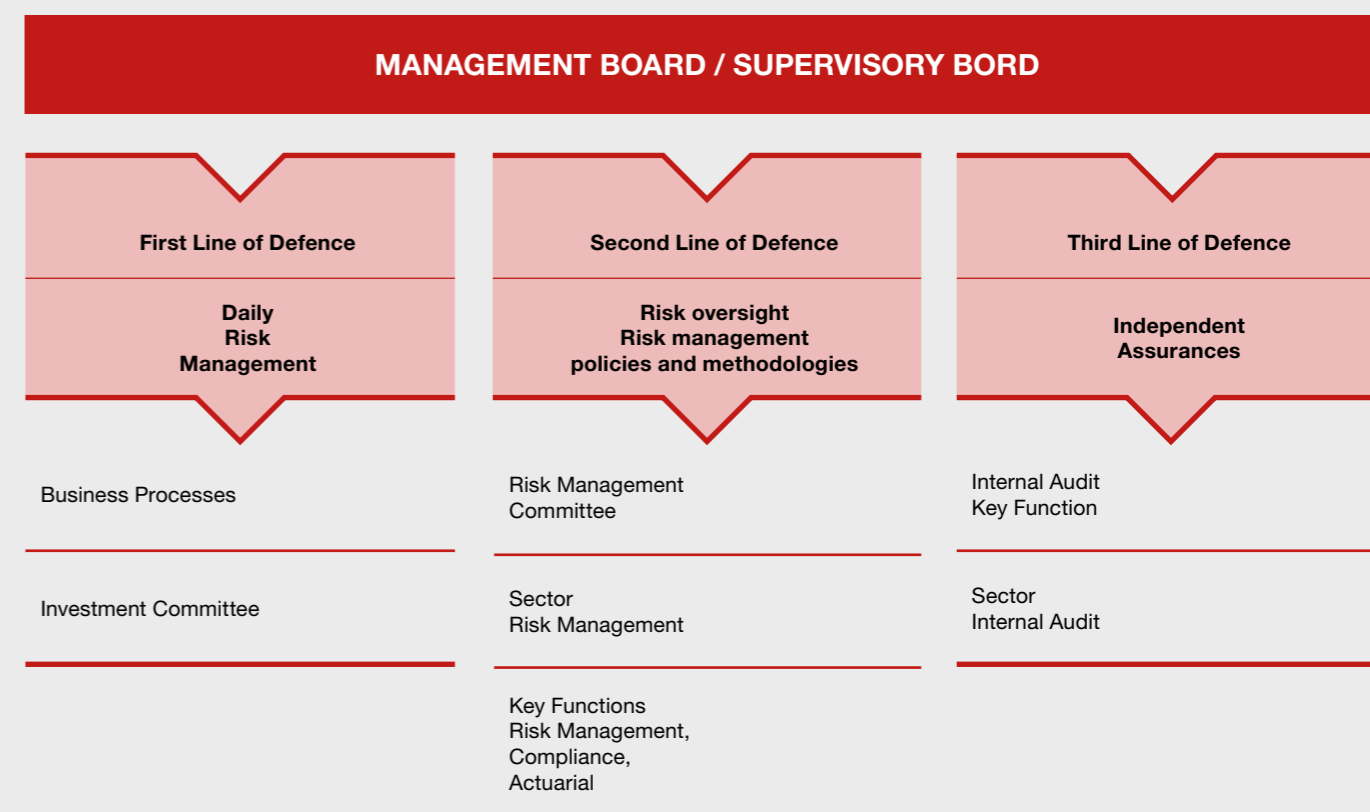 MANAGEMENT BOARD / SUPERVISORY BORD
First Line of Defence
Daily
Risk
Management
Business Processes
Investment Committee
Second Line of Defence
Risk oversight
Risk management
policies and methodologies
Risk Management
Committee
Sector
Risk Management
Key Functions
Risk Management,
Compliance,
Actuarial
Third Line of Defence
Independent
Assurances
Internal Audit
Key Function
Sector
Internal Audit